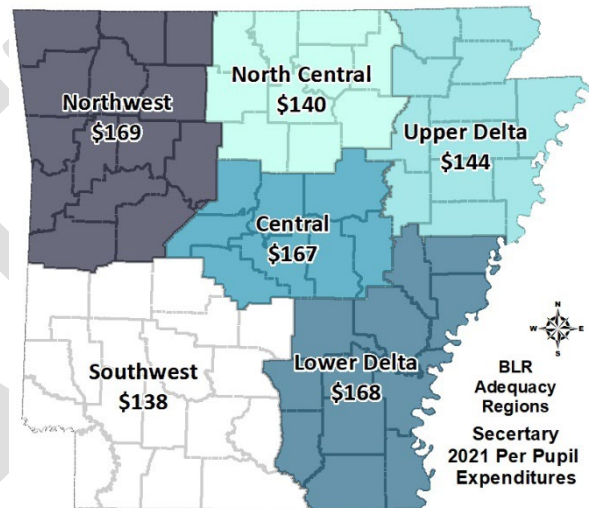 North Central
$140
Northwest
$169
Upper Delta
$144
Central
$167
Southwest
$138
Lower Delta
$168
N
W E
S
BLR
Adequacy
Regions
Secertary
2021 Per Pupil
Expenditures